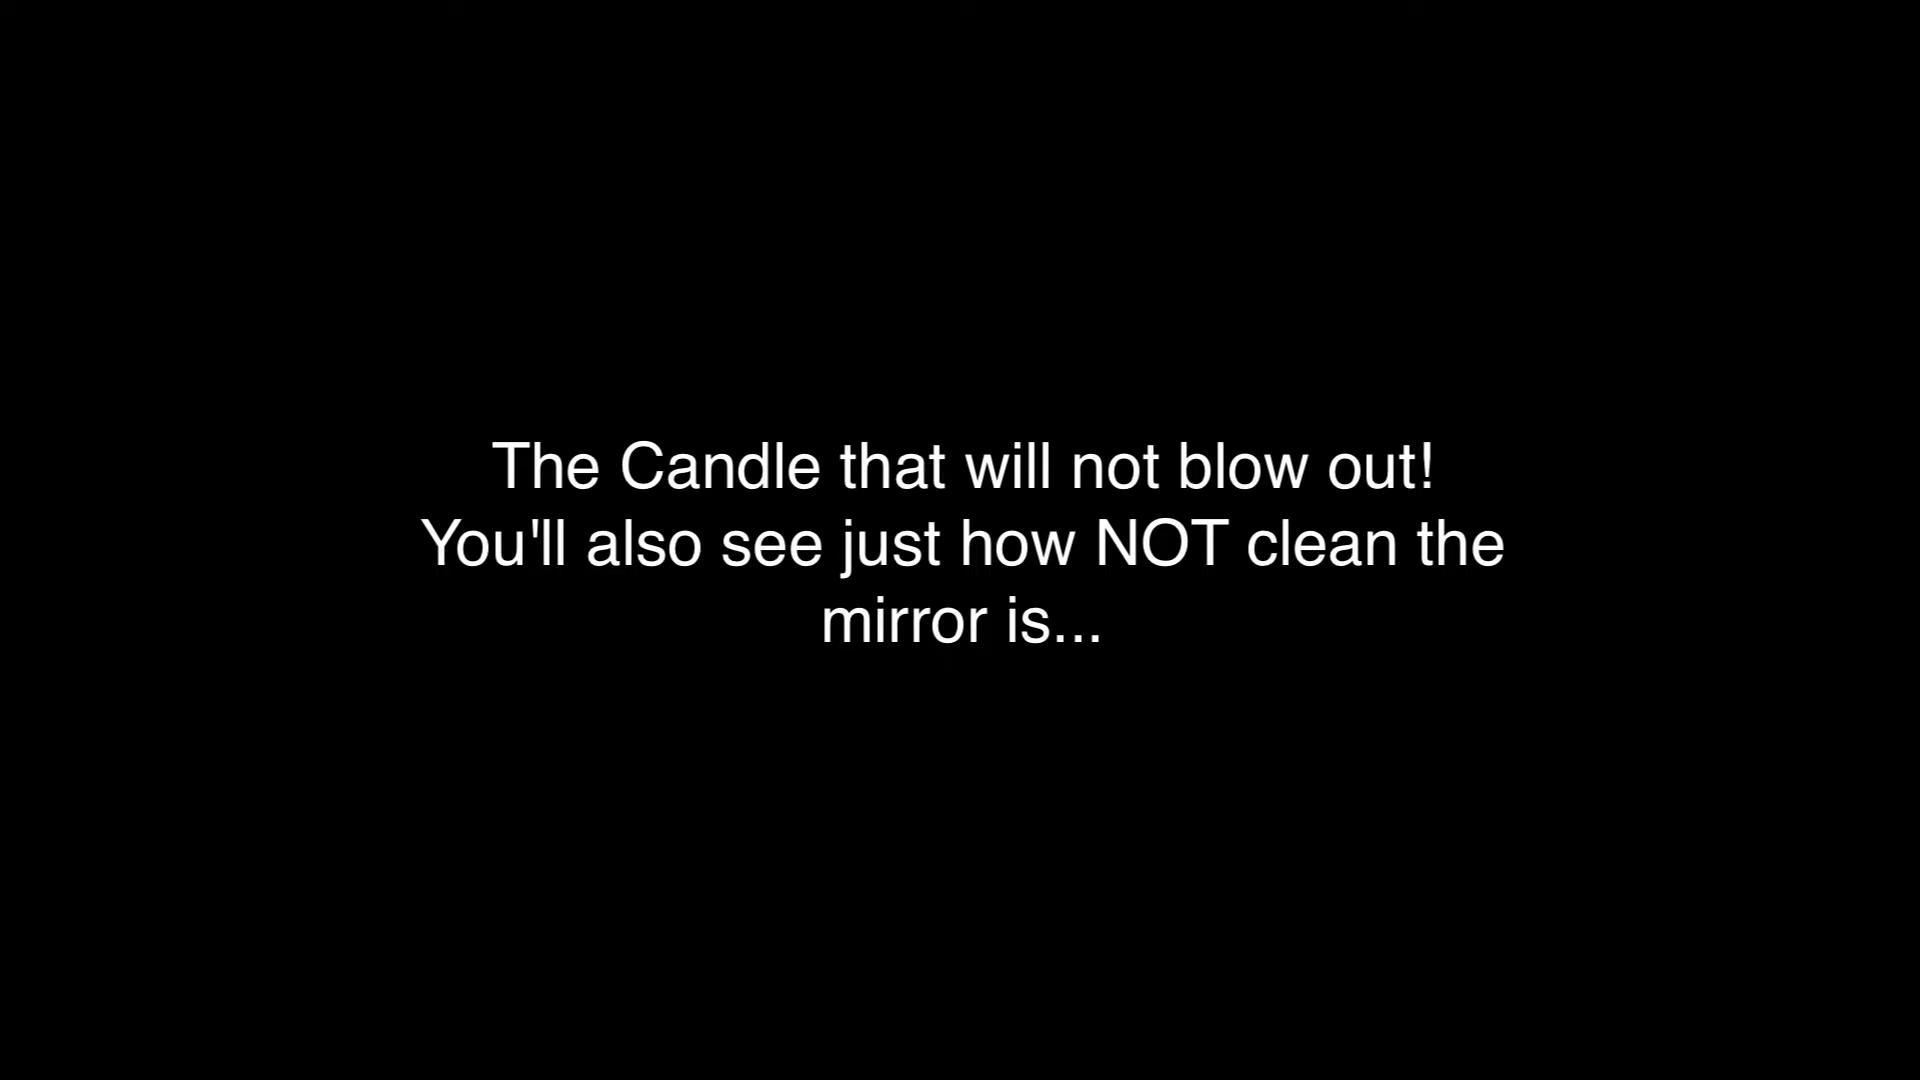 The Candle that will not blow out!
You'll also see just how NOT clean the
mirror is...